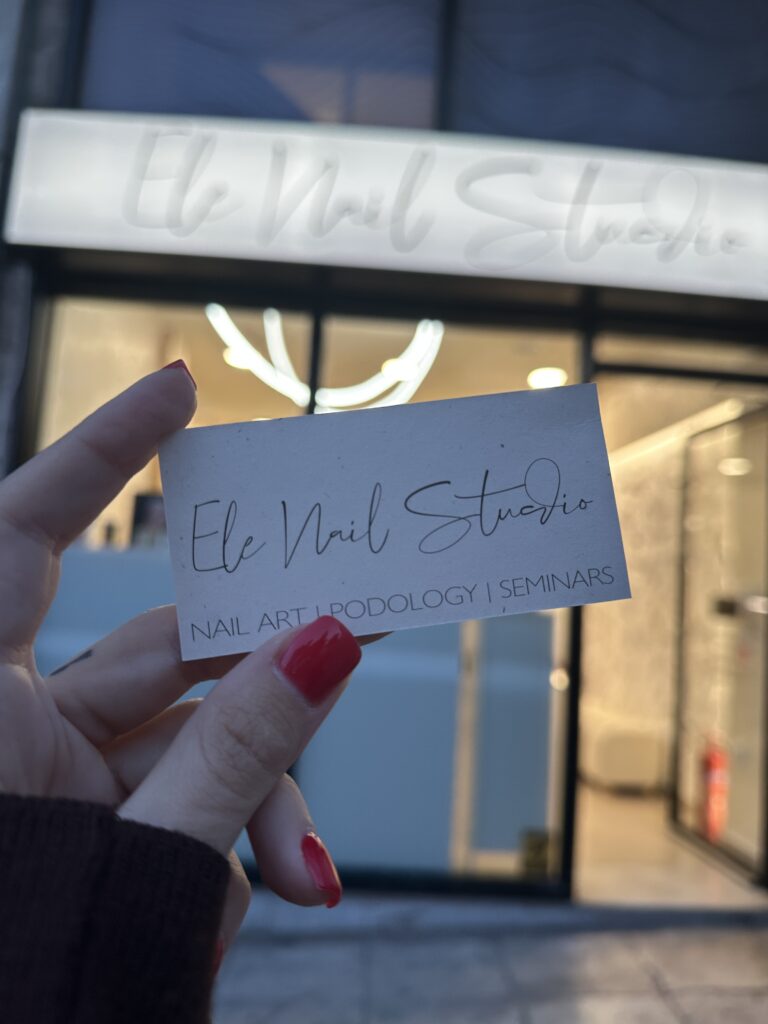 Ele Nail Studio
Ele Nail Studio
NAIL ART | PODOLOGY | SEMINARS